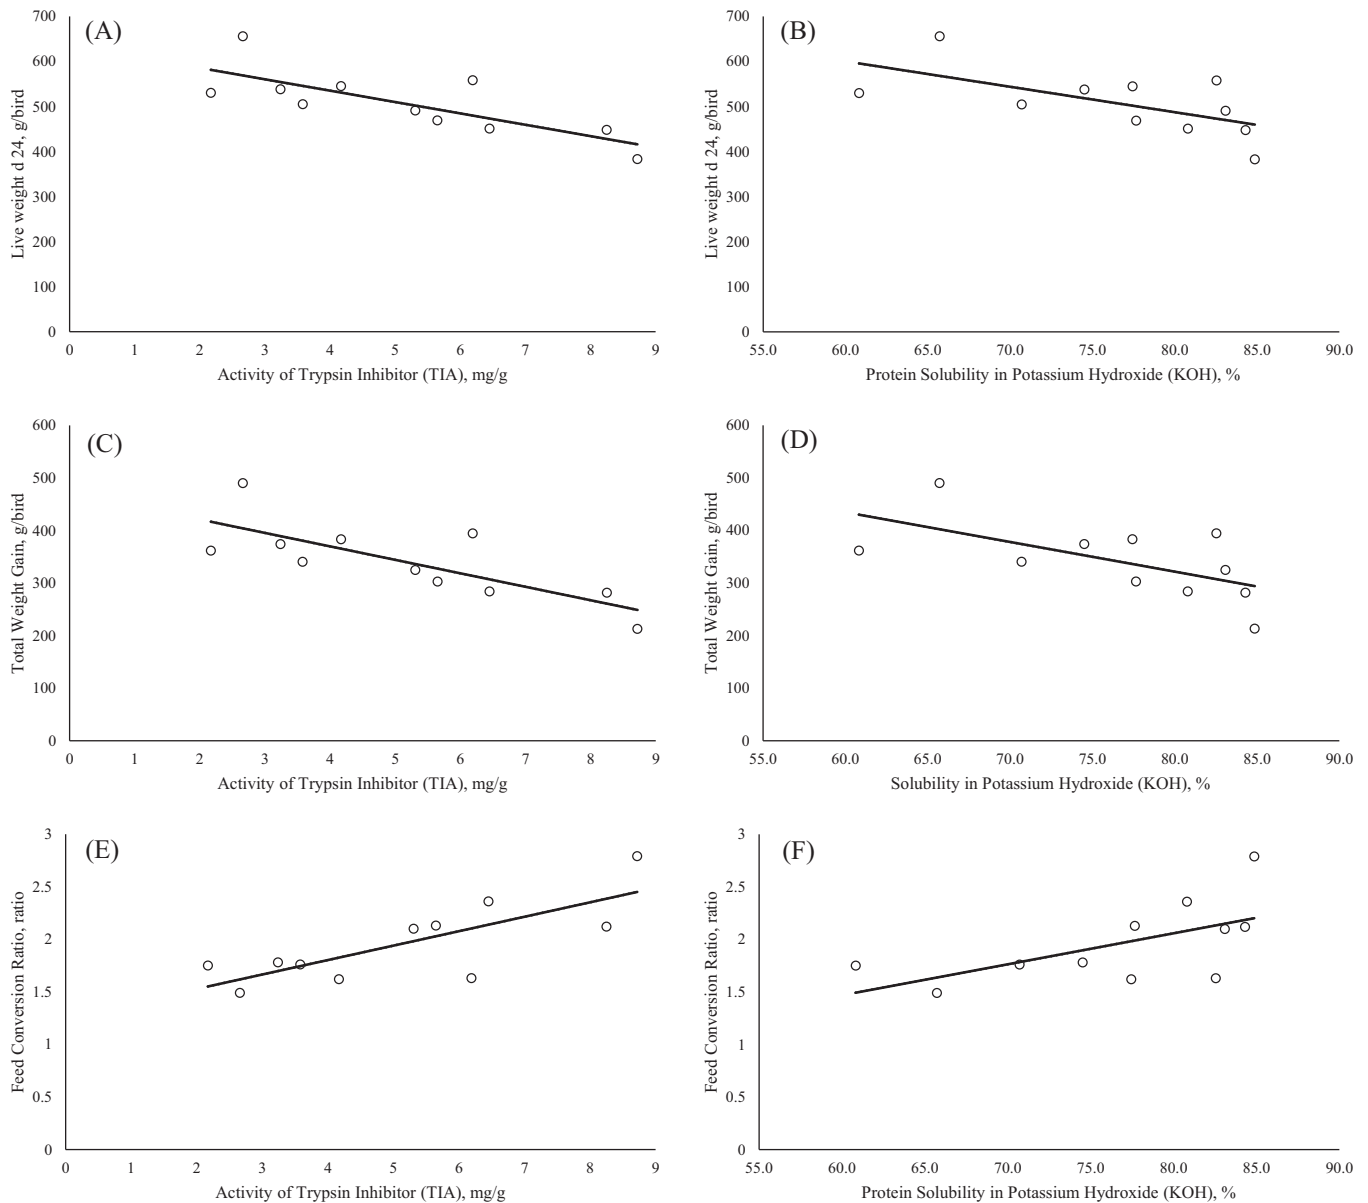 (A)
700
600
500
400
300
200
100
0
0 1 2 3 4 5 6 7 8 9
Live weight d 24, g/bird
Activity of Trypsin Inhibitor (TIA), mg/g
(B)
700
600
500
400
300
200
100
0
55.0 60.0 65.0 70.0 75.0 80.0 85.0 90.0
Live weight d 24, g/bird
Protein Solubility in Potassium Hydroxide (KOH), %
(C)
600
500
400
300
200
100
0
0 1 2 3 4 5 6 7 8 9
Total Weight Gain, g/bird
Activity of Trypsin Inhibitor (TIA), mg/g
(D)
600
500
400
300
200
100
0
55.0 60.0 65.0 70.0 75.0 80.0 85.0 90.0
Total Weight Gain, g/bird
Solubility in Potassium Hydroxide (KOH), %
(E)
3
2.5
2
1.5
1
0.5
0
0 1 2 3 4 5 6 7 8 9
Feed Conversion Ratio, ratio
Activity of Trypsin Inhibitor (TIA), mg/g
(F)
3
2.5
2
1.5
1
0.5
0
55.0 60.0 65.0 70.0 75.0 80.0 85.0 90.0
Feed Conversion Ratio, ratio
Protein Solubility in Potassium Hydroxide (KOH), %